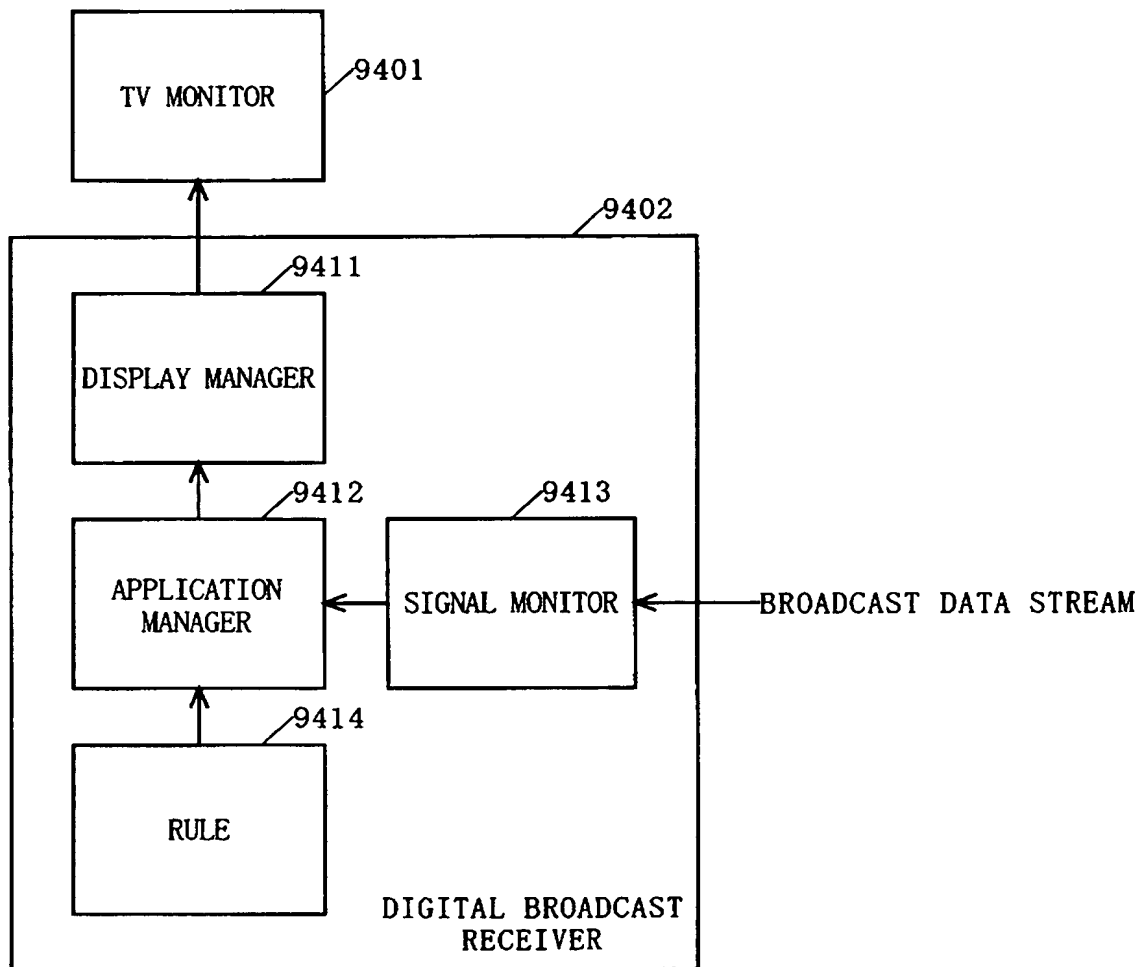 9401
TV MONITOR
9402
9411
DISPLAY MANAGER
9412
9413
APPLICATION
MANAGER
SIGNAL MONITOR
BROADCAST DATA STREAM
9414
RULE
DIGITAL BROADCAST
RECEIVER